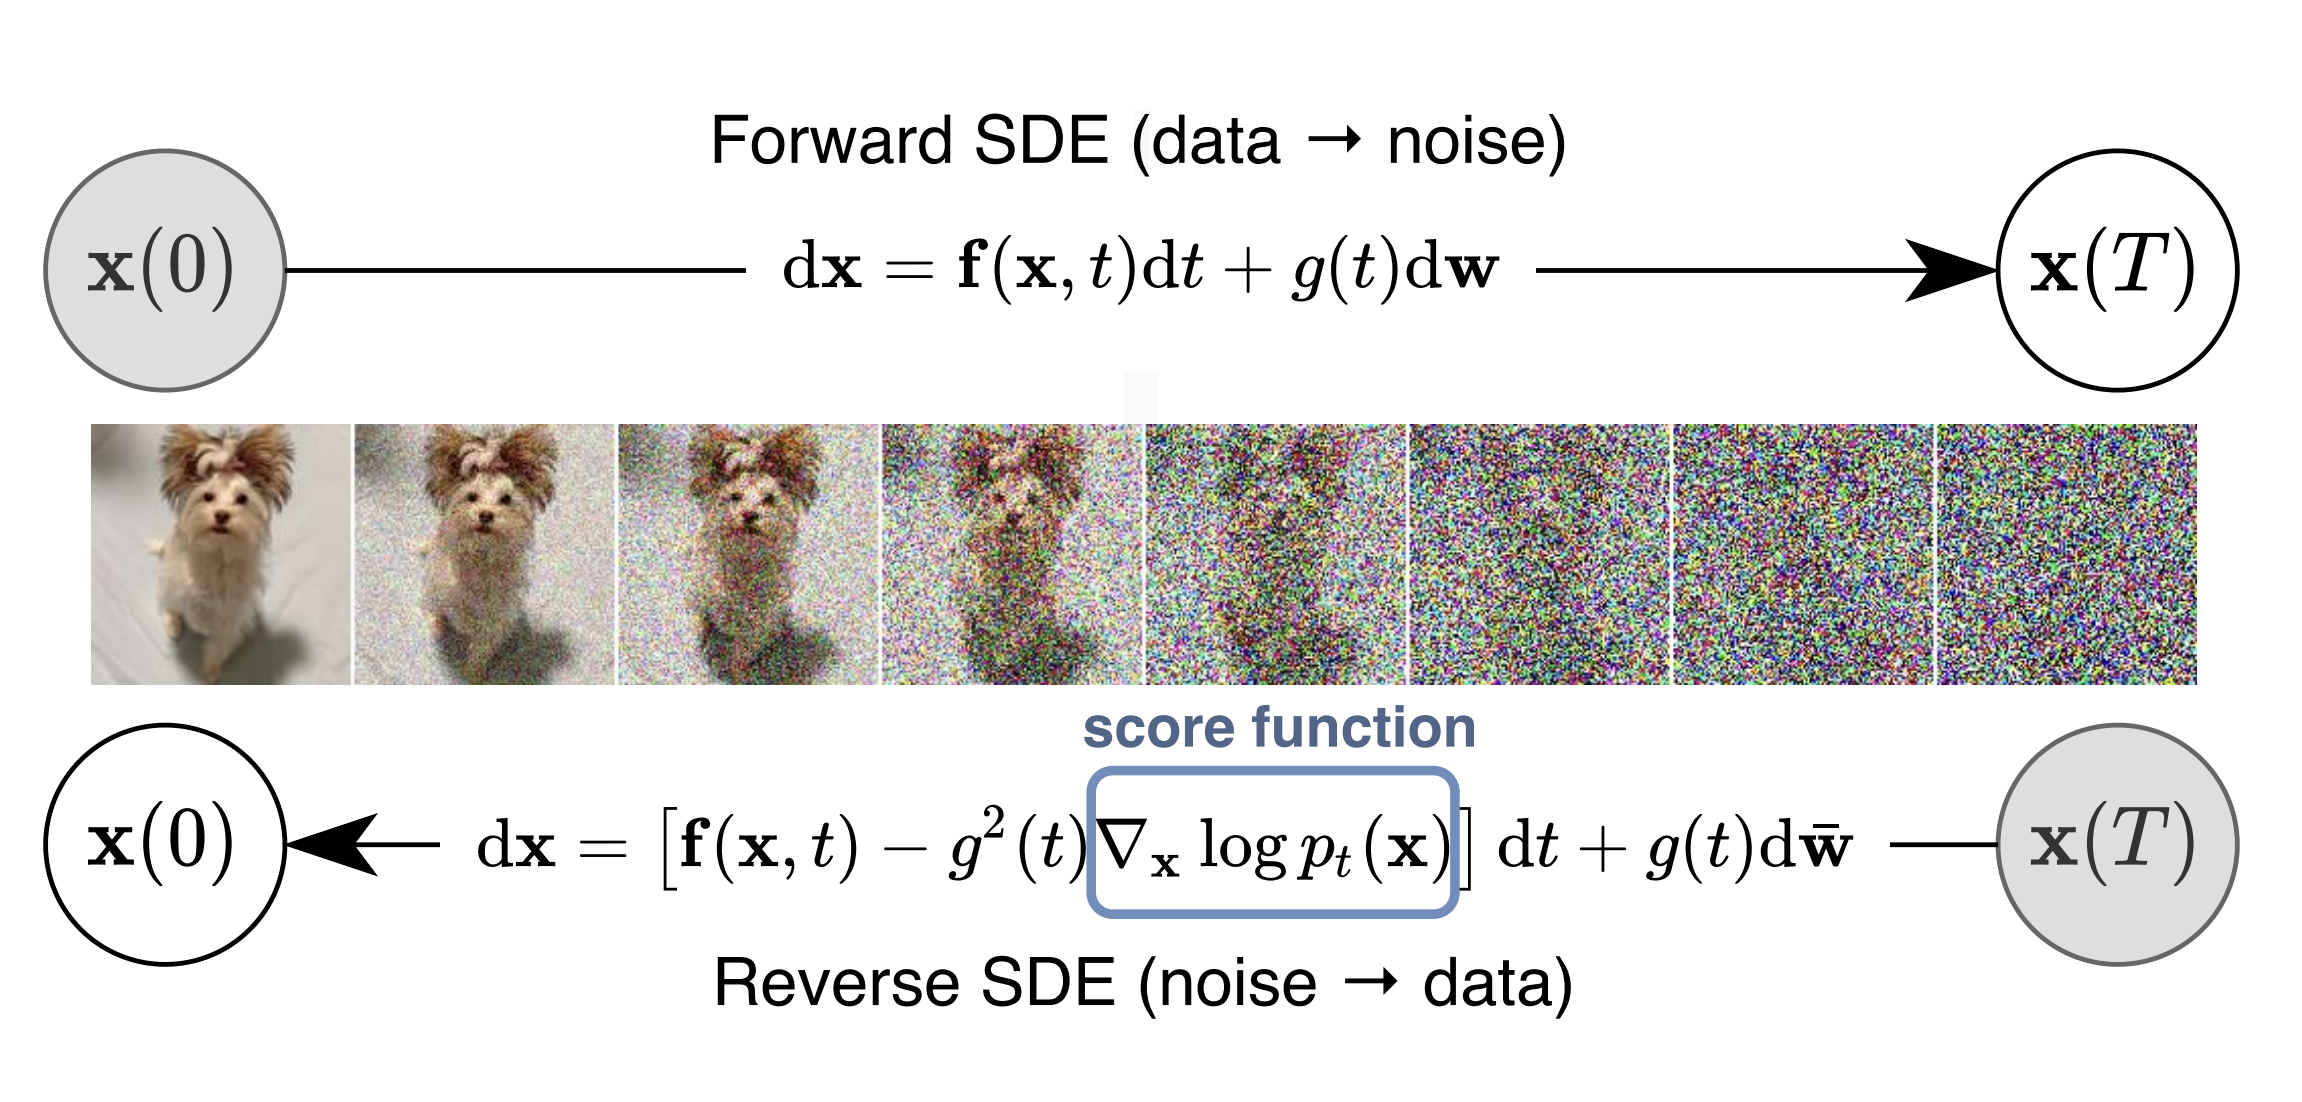 Forward SDE (data → noise)
x(0) dx = f(x, t)dt + g(t)dw x(T)
score function
x(0) dx = [f(x, t) − g²(t)∇ₓ log pₜ(x)] dt + g(t)dw̄ x(T)
Reverse SDE (noise → data)